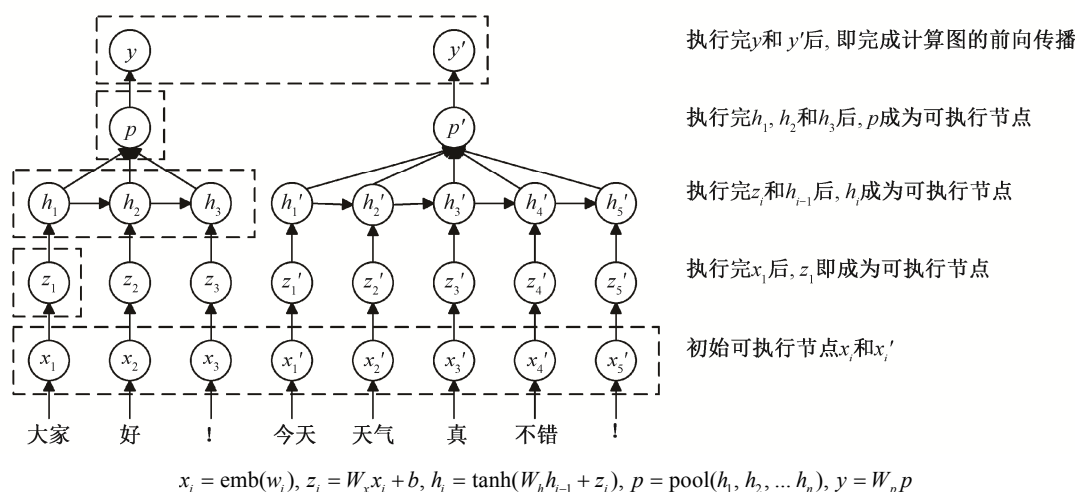 y y′ 执行完y和 y′后, 即完成计算图的前向传播
p p′ 执行完h₁, h₂和h₃后, p成为可执行节点
h₁ h₂ h₃ h₁′ h₂′ h₃′ h₄′ h₅′ 执行完zᵢ和hᵢ₋₁后, hᵢ成为可执行节点
z₁ z₂ z₃ z₁′ z₂′ z₃′ z₄′ z₅′ 执行完x₁后, z₁即成为可执行节点
x₁ x₂ x₃ x₁′ x₂′ x₃′ x₄′ x₅′ 初始可执行节点xᵢ和xᵢ′
大家 好 ! 今天 天气 真 不错 !
xᵢ = emb(wᵢ), zᵢ = Wₓxᵢ + b, hᵢ = tanh(Wₕhᵢ₋₁ + zᵢ), p = pool(h₁, h₂, ... hₙ), y = Wₚp